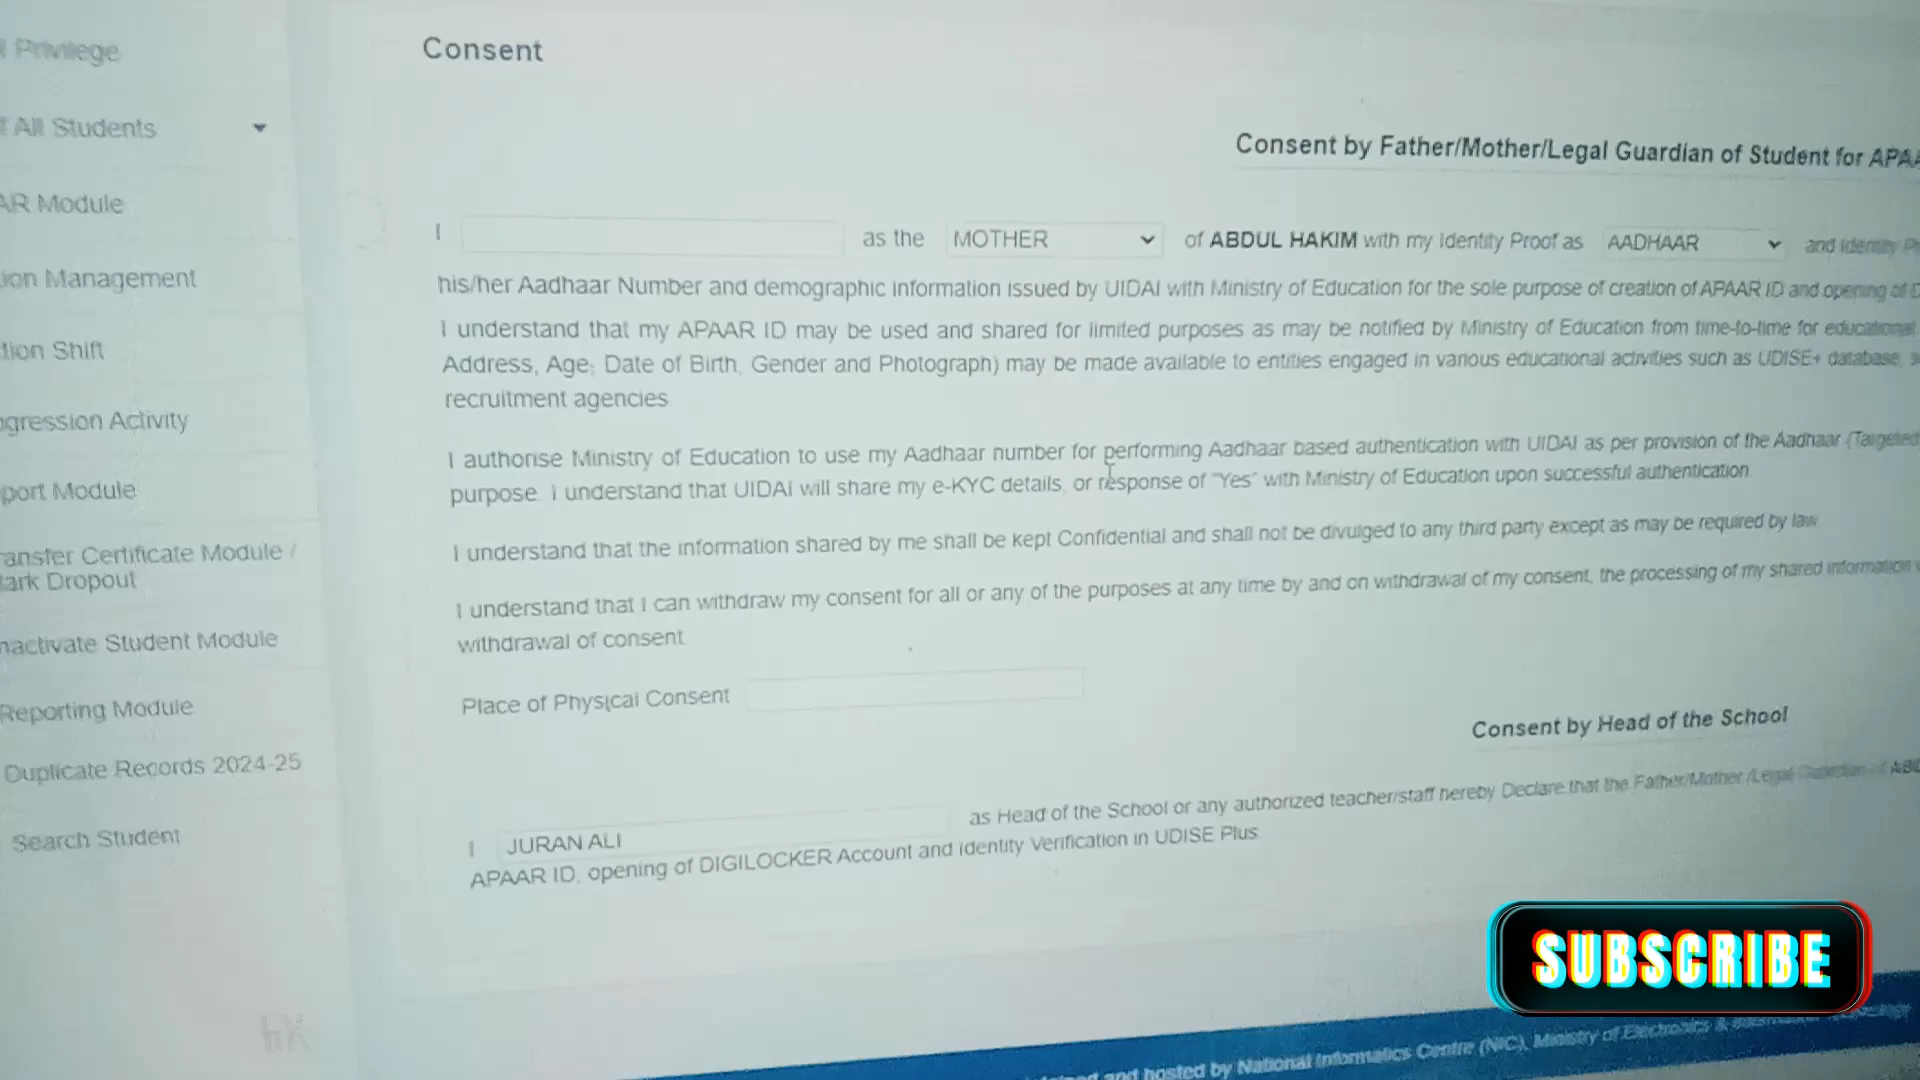 Privilege
All Students
AR Module
ion Management
tion Shift
ogression Activity
port Module
ansfer Certificate Module /
ark Dropout
nactivate Student Module
Reporting Module
Duplicate Records 2024-25
Search Student
Consent
Consent by Father/Mother/Legal Guardian of Student for APAA
I as the MOTHER of ABDUL HAKIM with my Identity Proof as AADHAAR and Identity
his/her Aadhaar Number and demographic information issued by UIDAI with Ministry of Education for the sole purpose of creation of APAAR ID and opening of
I understand that my APAAR ID may be used and shared for limited purposes as may be notified by Ministry of Education from time-to-time for educational
Address, Age, Date of Birth, Gender and Photograph) may be made available to entities engaged in various educational activities such as UDISE+ database,
recruitment agencies.
I authorise Ministry of Education to use my Aadhaar number for performing Aadhaar based authentication with UIDAI as per provision of the Aadhaar (Targeted
purpose. I understand that UIDAI will share my e-KYC details, or response of "Yes" with Ministry of Education upon successful authentication.
I understand that the information shared by me shall be kept Confidential and shall not be divulged to any third party except as may be required by law.
I understand that I can withdraw my consent for all or any of the purposes at any time by and on withdrawal of my consent, the processing of my shared information
withdrawal of consent.
Place of Physical Consent
Consent by Head of the School
I JURAN ALI as Head of the School or any authorized teacher/staff hereby Declare that the Father/Mother /Legal Guardian of
APAAR ID, opening of DIGILOCKER Account and identity Verification in UDISE Plus.
SUBSCRIBE
and hosted by National Informatics Centre (NIC), Ministry of Electronics &